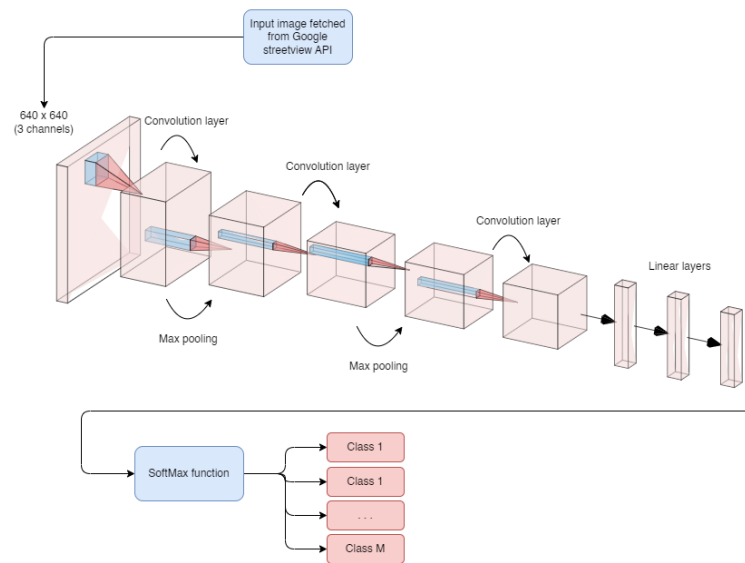 Input image fetched
from Google
streetview API
640 x 640
(3 channels)
Convolution layer
Convolution layer
Convolution layer
Linear layers
Max pooling
Max pooling
SoftMax function
Class 1
Class 1
. . .
Class M